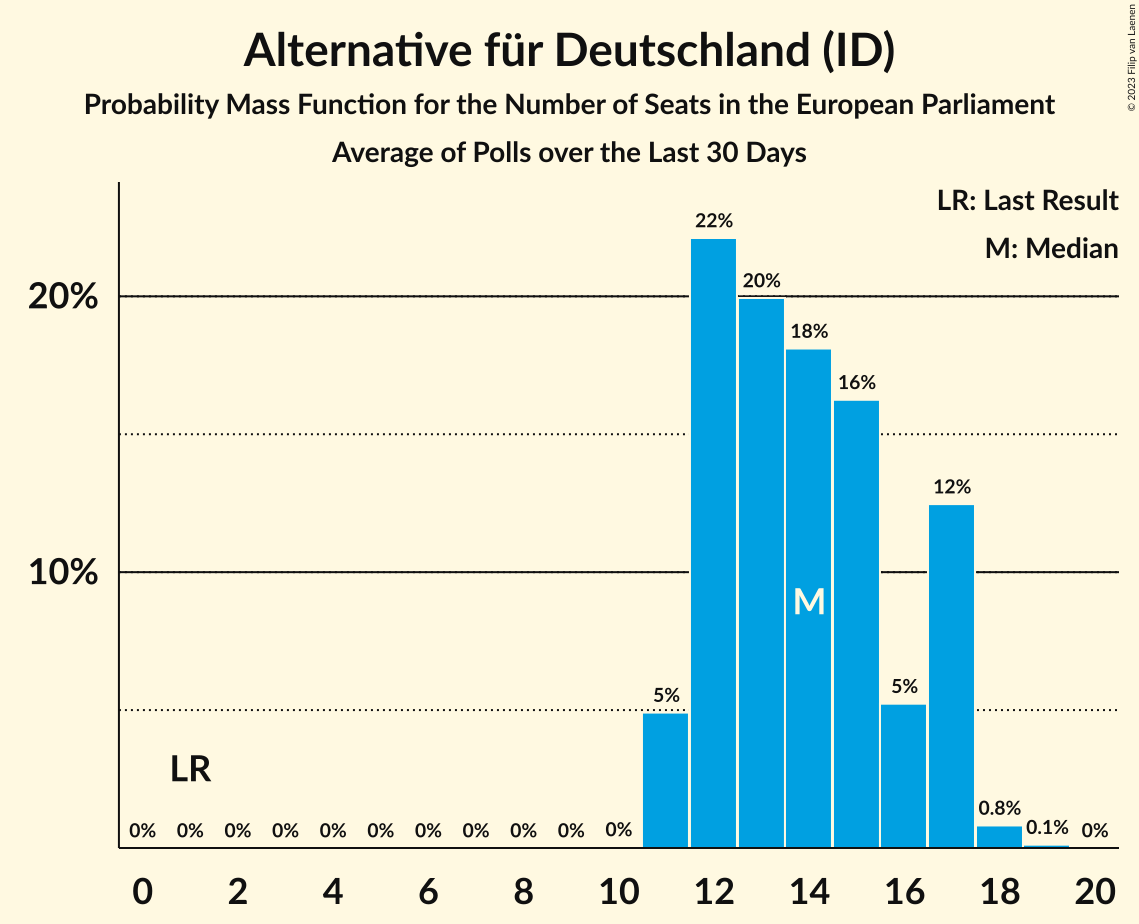 Alternative für Deutschland (ID)
Probability Mass Function for the Number of Seats in the European Parliament
Average of Polls over the Last 30 Days
© 2023 Filip van Laenen
LR: Last Result
M: Median
22%
20%
20%
18%
16%
12%
10%
M
5%
5%
LR
0% 0% 0% 0% 0% 0% 0% 0% 0% 0% 0% 0.8% 0.1% 0%
0 2 4 6 8 10 12 14 16 18 20